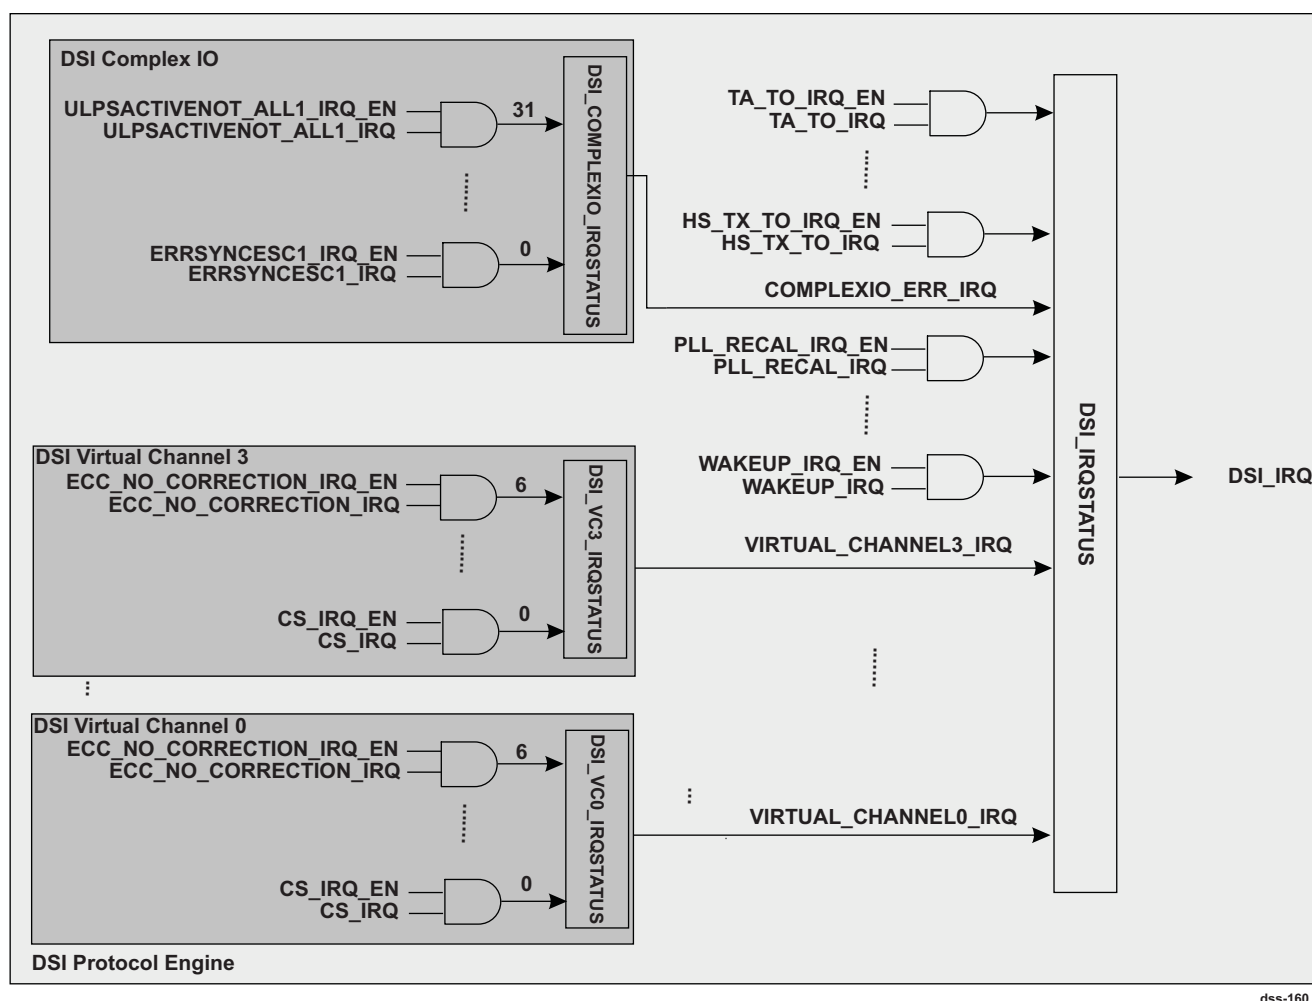 DSI Complex IO
ULPSACTIVENOT_ALL1_IRQ_EN
ULPSACTIVENOT_ALL1_IRQ
31
ERRSYNCESC1_IRQ_EN
ERRSYNCESC1_IRQ
0
DSI_COMPLEXIO_IRQSTATUS
TA_TO_IRQ_EN
TA_TO_IRQ
HS_TX_TO_IRQ_EN
HS_TX_TO_IRQ
COMPLEXIO_ERR_IRQ
PLL_RECAL_IRQ_EN
PLL_RECAL_IRQ
WAKEUP_IRQ_EN
WAKEUP_IRQ
DSI Virtual Channel 3
ECC_NO_CORRECTION_IRQ_EN
ECC_NO_CORRECTION_IRQ
6
CS_IRQ_EN
CS_IRQ
0
DSI_VC3_IRQSTATUS
VIRTUAL_CHANNEL3_IRQ
DSI Virtual Channel 0
ECC_NO_CORRECTION_IRQ_EN
ECC_NO_CORRECTION_IRQ
6
CS_IRQ_EN
CS_IRQ
0
DSI_VC0_IRQSTATUS
VIRTUAL_CHANNEL0_IRQ
DSI_IRQSTATUS
DSI_IRQ
DSI Protocol Engine
dss-160